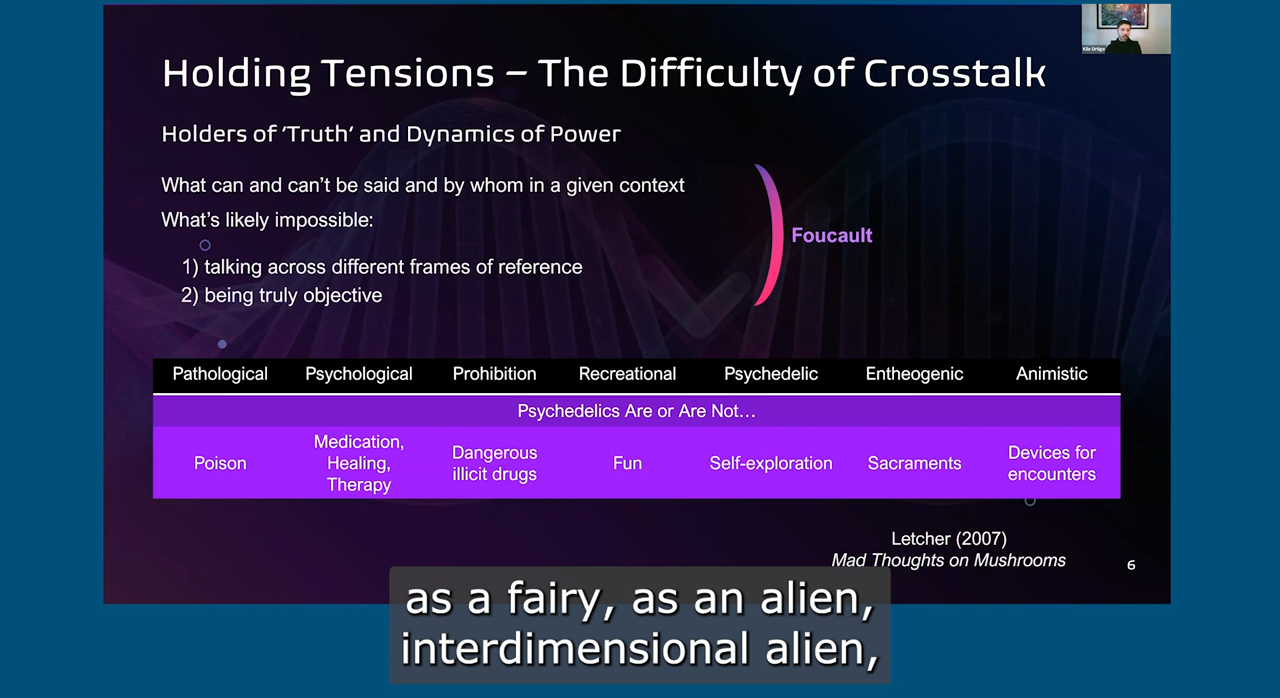 Kile Ortigo
Holding Tensions – The Difficulty of Crosstalk
Holders of ‘Truth’ and Dynamics of Power
What can and can’t be said and by whom in a given context
What’s likely impossible:
1) talking across different frames of reference
2) being truly objective
Foucault
Pathological Psychological Prohibition Recreational Psychedelic Entheogenic Animistic
Psychedelics Are or Are Not…
Poison
Medication,
Healing,
Therapy
Dangerous
illicit drugs
Fun
Self-exploration
Sacraments
Devices for
encounters
Letcher (2007)
Mad Thoughts on Mushrooms
6
as a fairy, as an alien,
interdimensional alien,